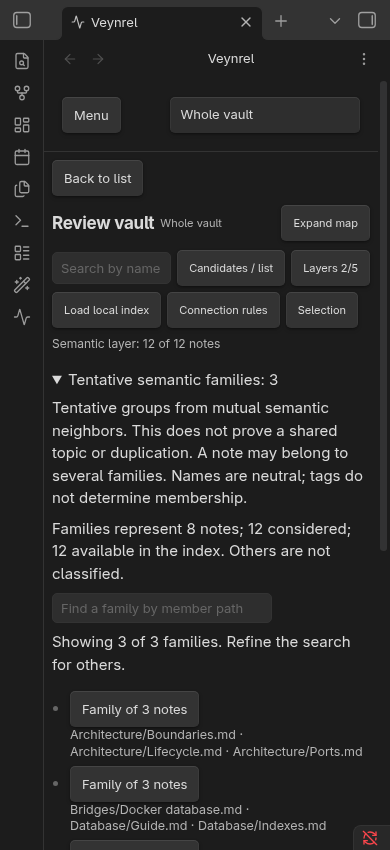 Veynrel
Veynrel
Menu
Whole vault
Back to list
Review vault Whole vault
Expand map
Search by name
Candidates / list
Layers 2/5
Load local index
Connection rules
Selection
Semantic layer: 12 of 12 notes
▼ Tentative semantic families: 3
Tentative groups from mutual semantic
neighbors. This does not prove a shared
topic or duplication. A note may belong to
several families. Names are neutral; tags do
not determine membership.
Families represent 8 notes; 12 considered;
12 available in the index. Others are not
classified.
Find a family by member path
Showing 3 of 3 families. Refine the search
for others.
Family of 3 notes
Architecture/Boundaries.md ·
Architecture/Lifecycle.md · Architecture/Ports.md
Family of 3 notes
Bridges/Docker database.md ·
Database/Guide.md · Database/Indexes.md